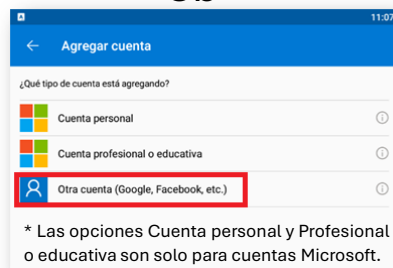 11:07
Agregar cuenta
¿Qué tipo de cuenta está agregando?
Cuenta personal
Cuenta profesional o educativa
Otra cuenta (Google, Facebook, etc.)
* Las opciones Cuenta personal y Profesional
o educativa son solo para cuentas Microsoft.